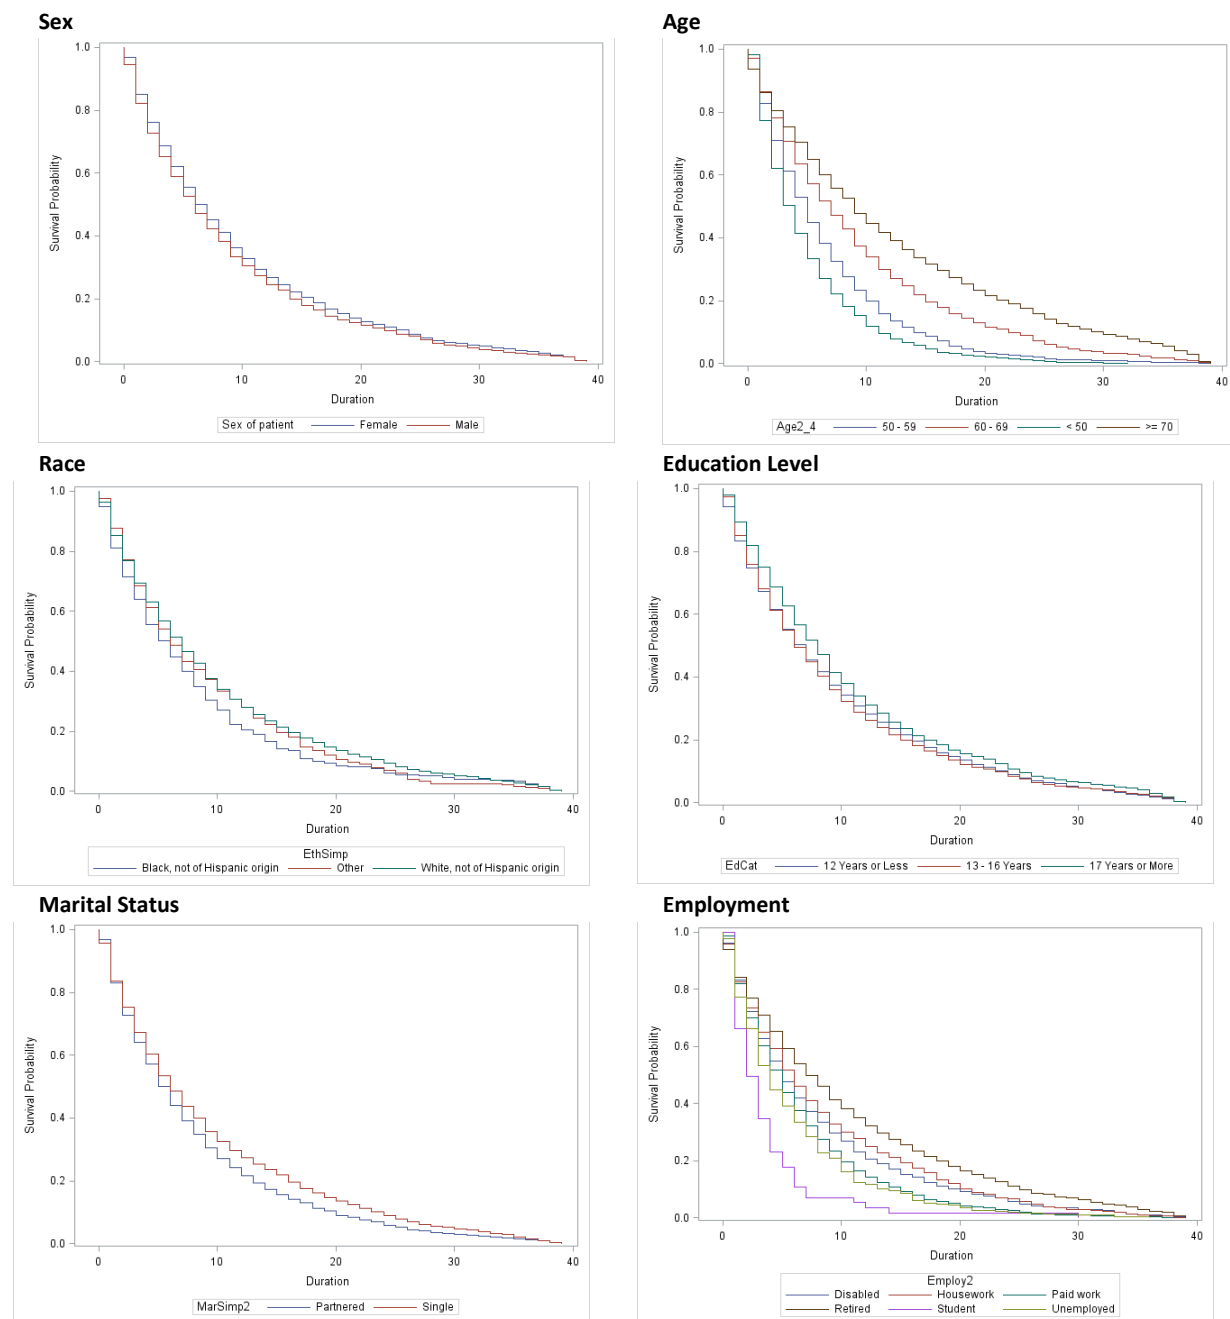 Sex
1.0
0.8
0.6
0.4
0.2
0.0
Survival Probability
0 10 20 30 40
Duration
Sex of patient Female Male
Age
1.0
0.8
0.6
0.4
0.2
0.0
Survival Probability
0 10 20 30 40
Duration
Age2_4 50 - 59 60 - 69 < 50 >= 70
Race
1.0
0.8
0.6
0.4
0.2
0.0
Survival Probability
0 10 20 30 40
Duration
EthSimp
Black, not of Hispanic origin Other White, not of Hispanic origin
Education Level
1.0
0.8
0.6
0.4
0.2
0.0
Survival Probability
0 10 20 30 40
Duration
EdCat 12 Years or Less 13 - 16 Years 17 Years or More
Marital Status
1.0
0.8
0.6
0.4
0.2
0.0
Survival Probability
0 10 20 30 40
Duration
MarSimp2 Partnered Single
Employment
1.0
0.8
0.6
0.4
0.2
0.0
Survival Probability
0 10 20 30 40
Duration
Employ2
Disabled Housework Paid work
Retired Student Unemployed